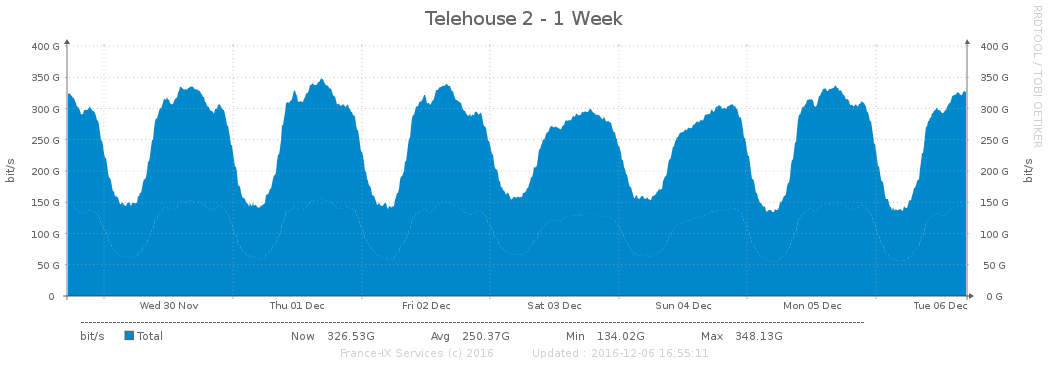 Telehouse 2 - 1 Week
RRDTOOL / TOBI OETIKER
400 G 400 G
350 G 350 G
300 G 300 G
250 G 250 G
200 G 200 G
150 G 150 G
100 G 100 G
50 G 50 G
0 0 G
bit/s bit/s
Wed 30 Nov Thu 01 Dec Fri 02 Dec Sat 03 Dec Sun 04 Dec Mon 05 Dec Tue 06 Dec
bit/s Total Now 326.53G Avg 250.37G Min 134.02G Max 348.13G
France-IX Services (c) 2016 Updated : 2016-12-06 16:55:11